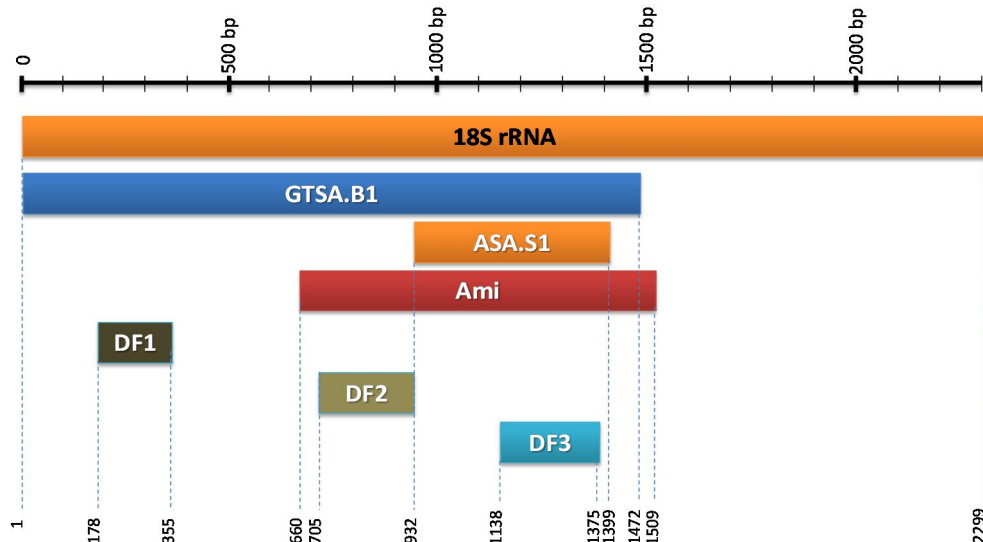 0
500 bp
1000 bp
1500 bp
2000 bp
18S rRNA
GTSA.B1
ASA.S1
Ami
DF1
DF2
DF3
1
178
355
660
705
932
1138
1375
1399
1472
1509
2299